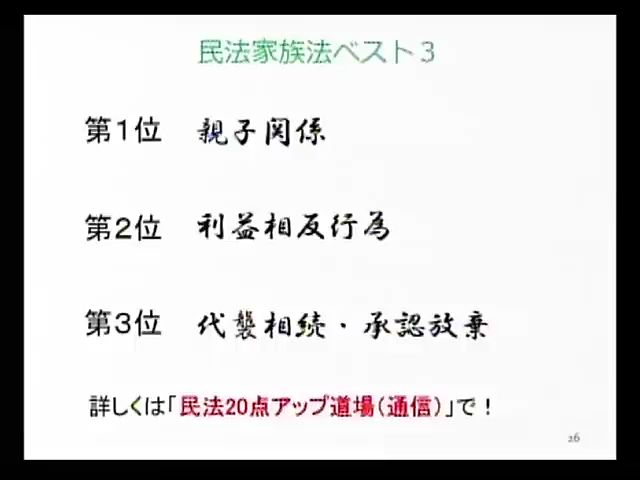 民法家族法ベスト３
第１位 親子関係
第２位 利益相反行為
第３位 代襲相続・承認放棄
詳しくは「民法20点アップ道場（通信）」で！
26